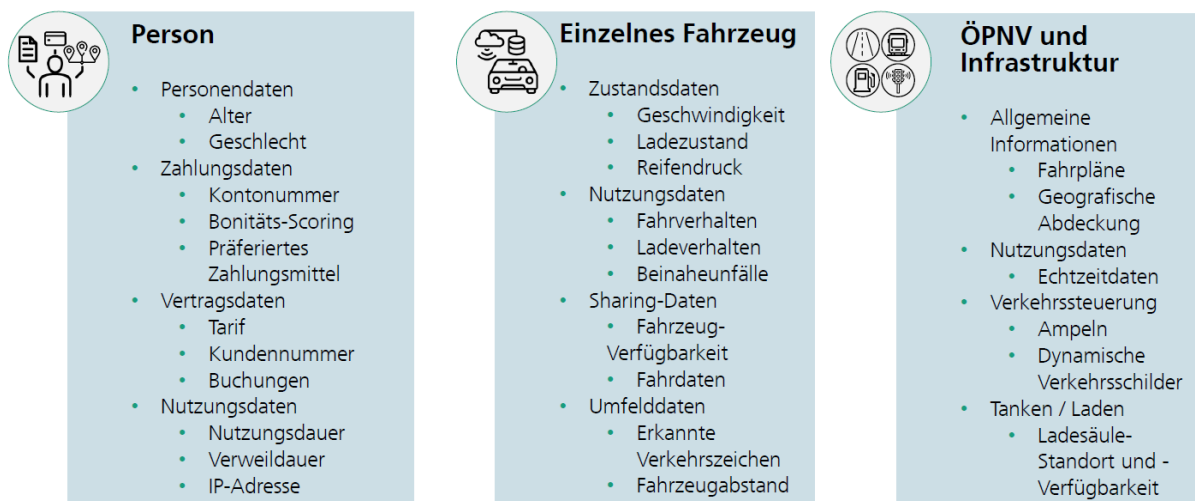 Person
• Personendaten
• Alter
• Geschlecht
• Zahlungsdaten
• Kontonummer
• Bonitäts-Scoring
• Präferiertes
Zahlungsmittel
• Vertragsdaten
• Tarif
• Kundennummer
• Buchungen
• Nutzungsdaten
• Nutzungsdauer
• Verweildauer
• IP-Adresse
Einzelnes Fahrzeug
• Zustandsdaten
• Geschwindigkeit
• Ladezustand
• Reifendruck
• Nutzungsdaten
• Fahrverhalten
• Ladeverhalten
• Beinaheunfälle
• Sharing-Daten
• Fahrzeug-
Verfügbarkeit
• Fahrdaten
• Umfelddaten
• Erkannte
Verkehrszeichen
• Fahrzeugabstand
ÖPNV und
Infrastruktur
• Allgemeine
Informationen
• Fahrpläne
• Geografische
Abdeckung
• Nutzungsdaten
• Echtzeitdaten
• Verkehrssteuerung
• Ampeln
• Dynamische
Verkehrsschilder
• Tanken / Laden
• Ladesäule-
Standort und -
Verfügbarkeit